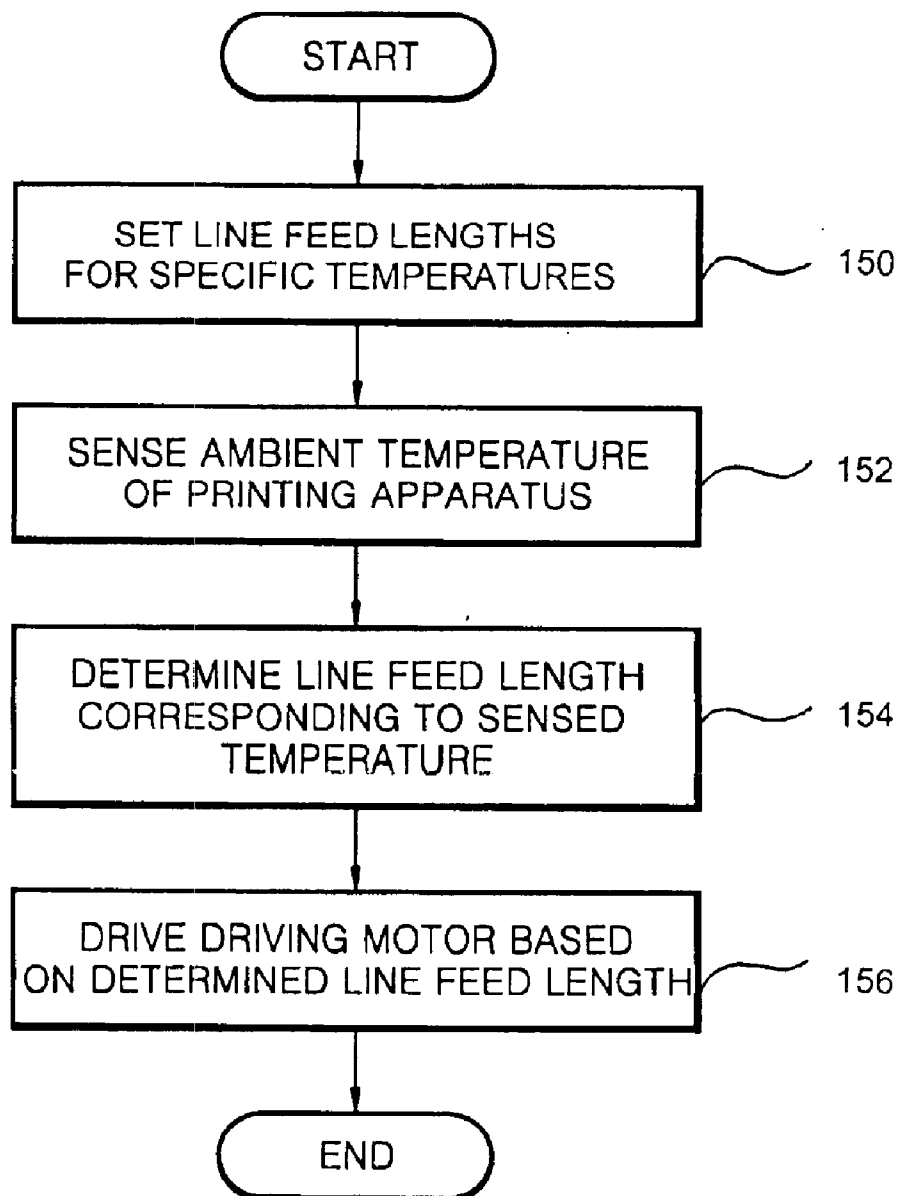 START
SET LINE FEED LENGTHS
FOR SPECIFIC TEMPERATURES
150
SENSE AMBIENT TEMPERATURE
OF PRINTING APPARATUS
152
DETERMINE LINE FEED LENGTH
CORRESPONDING TO SENSED
TEMPERATURE
154
DRIVE DRIVING MOTOR BASED
ON DETERMINED LINE FEED LENGTH
156
END